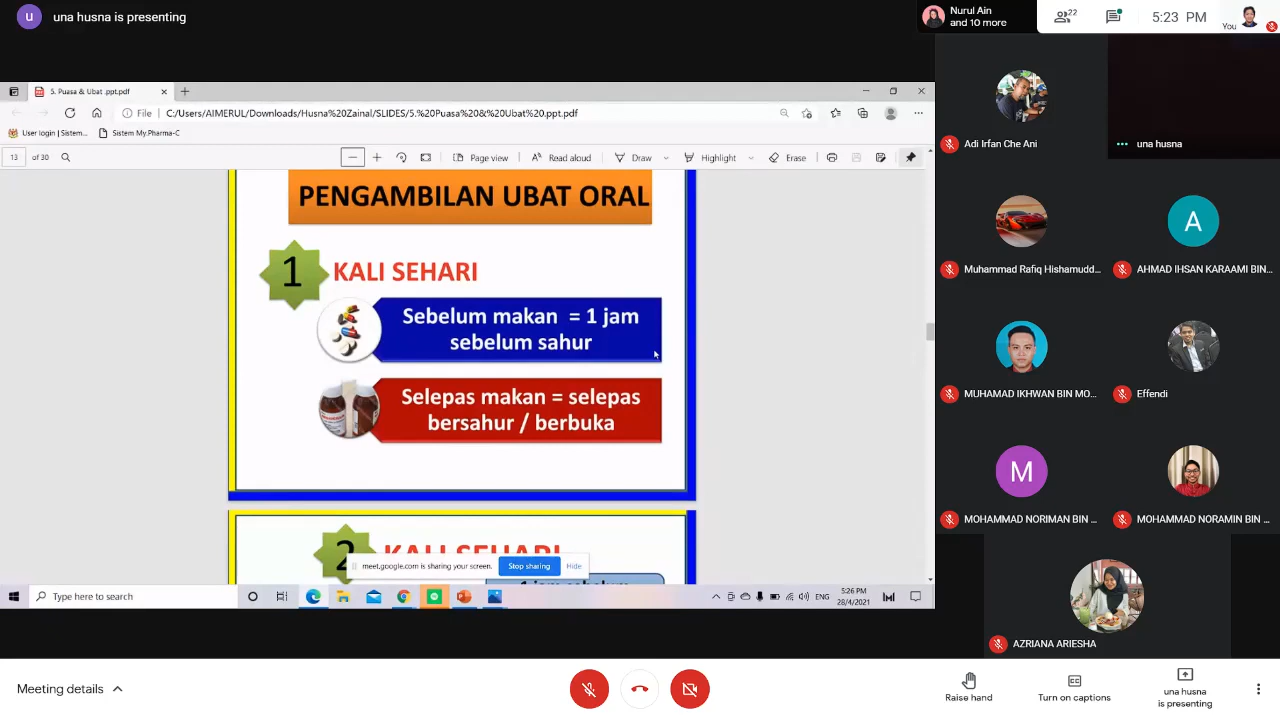 una husna is presenting
U
Nurul Ain
and 10 more
22
5:23 PM
You
5. Puasa & Ubat .ppt.pdf
File
C:/Users/AIMERUL/Downloads/Husna%20Zainal/SLIDES/5.%20Puasa%20&%20Ubat%20.ppt.pdf
User login | Sistem...
Sistem My.Pharma-C
13
of 30
Page view
Read aloud
Draw
Highlight
Erase
PENGAMBILAN UBAT ORAL
1
KALI SEHARI
Sebelum makan = 1 jam
sebelum sahur
Selepas makan = selepas
bersahur / berbuka
2
KALI SEHARI
1 jam sebelum
meet.google.com is sharing your screen.
Stop sharing
Hide
Type here to search
ENG
5:26 PM
28/4/2021
Adi Irfan Che Ani
una husna
Muhammad Rafiq Hishamudd...
A
AHMAD IHSAN KARAAMI BIN...
MUHAMAD IKHWAN BIN MO...
Effendi
M
MOHAMMAD NORIMAN BIN ...
MOHAMMAD NORAMIN BIN ...
AZRIANA ARIESHA
Meeting details
Raise hand
Turn on captions
una husna
is presenting